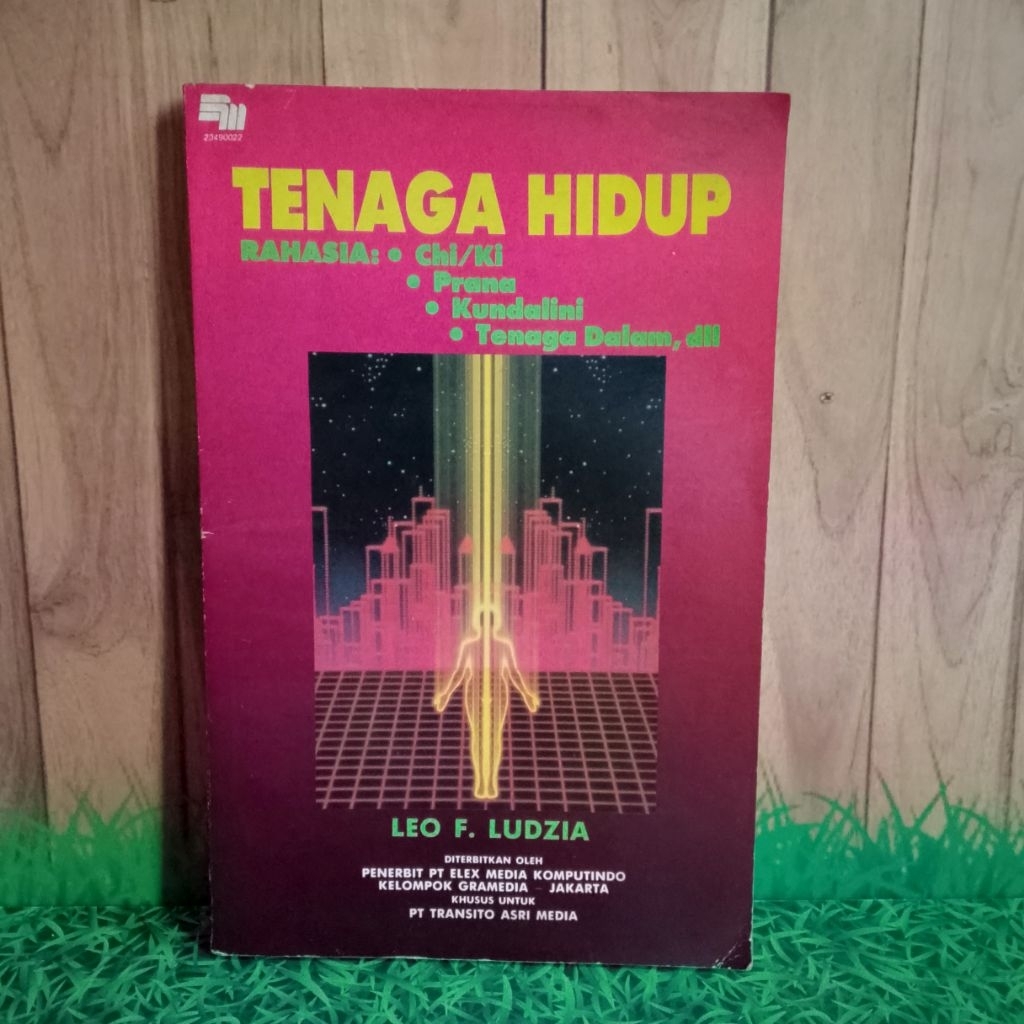 23490022
TENAGA HIDUP
RAHASIA: • Chi/Ki
• Prana
• Kundalini
• Tenaga Dalam, dll
LEO F. LUDZIA
DITERBITKAN OLEH
PENERBIT PT ELEX MEDIA KOMPUTINDO
KELOMPOK GRAMEDIA – JAKARTA
KHUSUS UNTUK
PT TRANSITO ASRI MEDIA